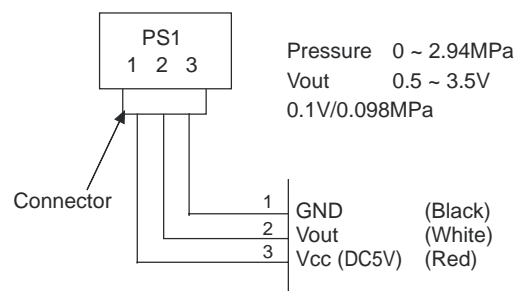 PS1
1 2 3
Pressure 0 ~ 2.94MPa
Vout 0.5 ~ 3.5V
0.1V/0.098MPa
Connector
1 GND (Black)
2 Vout (White)
3 Vcc (DC5V) (Red)